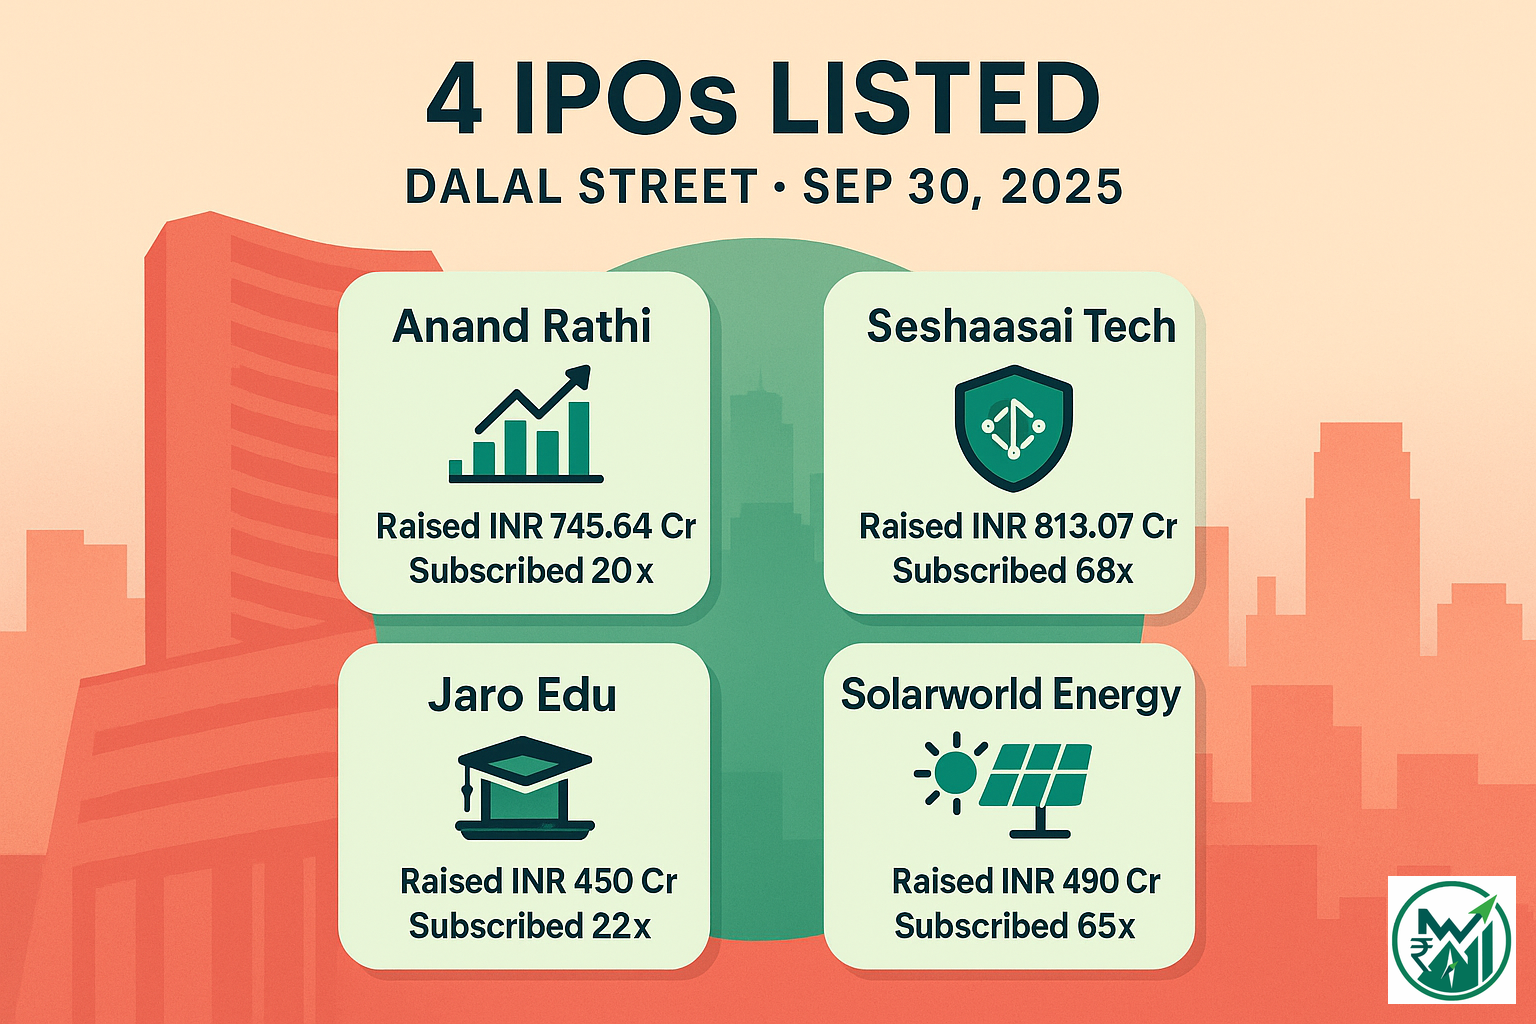 4 IPOs LISTED
DALAL STREET • SEP 30, 2025
Anand Rathi
Raised INR 745.64 Cr
Subscribed 20x
Seshaasai Tech
Raised INR 813.07 Cr
Subscribed 68x
Jaro Edu
Raised INR 450 Cr
Subscribed 22x
Solarworld Energy
Raised INR 490 Cr
Subscribed 65x
₹